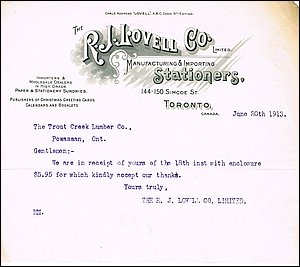 CABLE ADDRESS "LOVELL", A.B.C. CODE 5TH EDITION
THE R.J. LOVELL CO. LIMITED.
MANUFACTURING & IMPORTING
Stationers,
IMPORTERS &
WHOLESALE DEALERS
IN HIGH GRADE
PAPER & STATIONERY SUNDRIES.
144-150 SIMCOE ST.
PUBLISHERS OF CHRISTMAS GREETING CARDS
CALENDARS AND BOOKLETS
TORONTO,
CANADA.
June 20th 1913.
The Trout Creek Lumber Co.,
Powassan, Ont.
Gentlemen;-
We are in receipt of yours of the 18th inst with enclosure
$5.95 for which kindly accept our thanks.
Yours truly,
THE R. J. LOVELL CO. LIMITED.